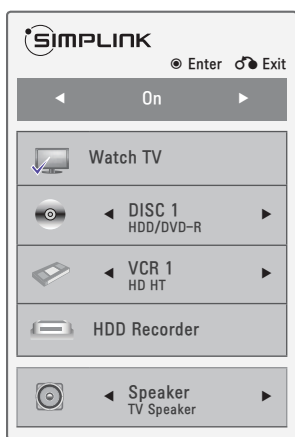 SIMPLINK
Enter Exit
On
Watch TV
DISC 1
HDD/DVD-R
VCR 1
HD HT
HDD Recorder
Speaker
TV Speaker